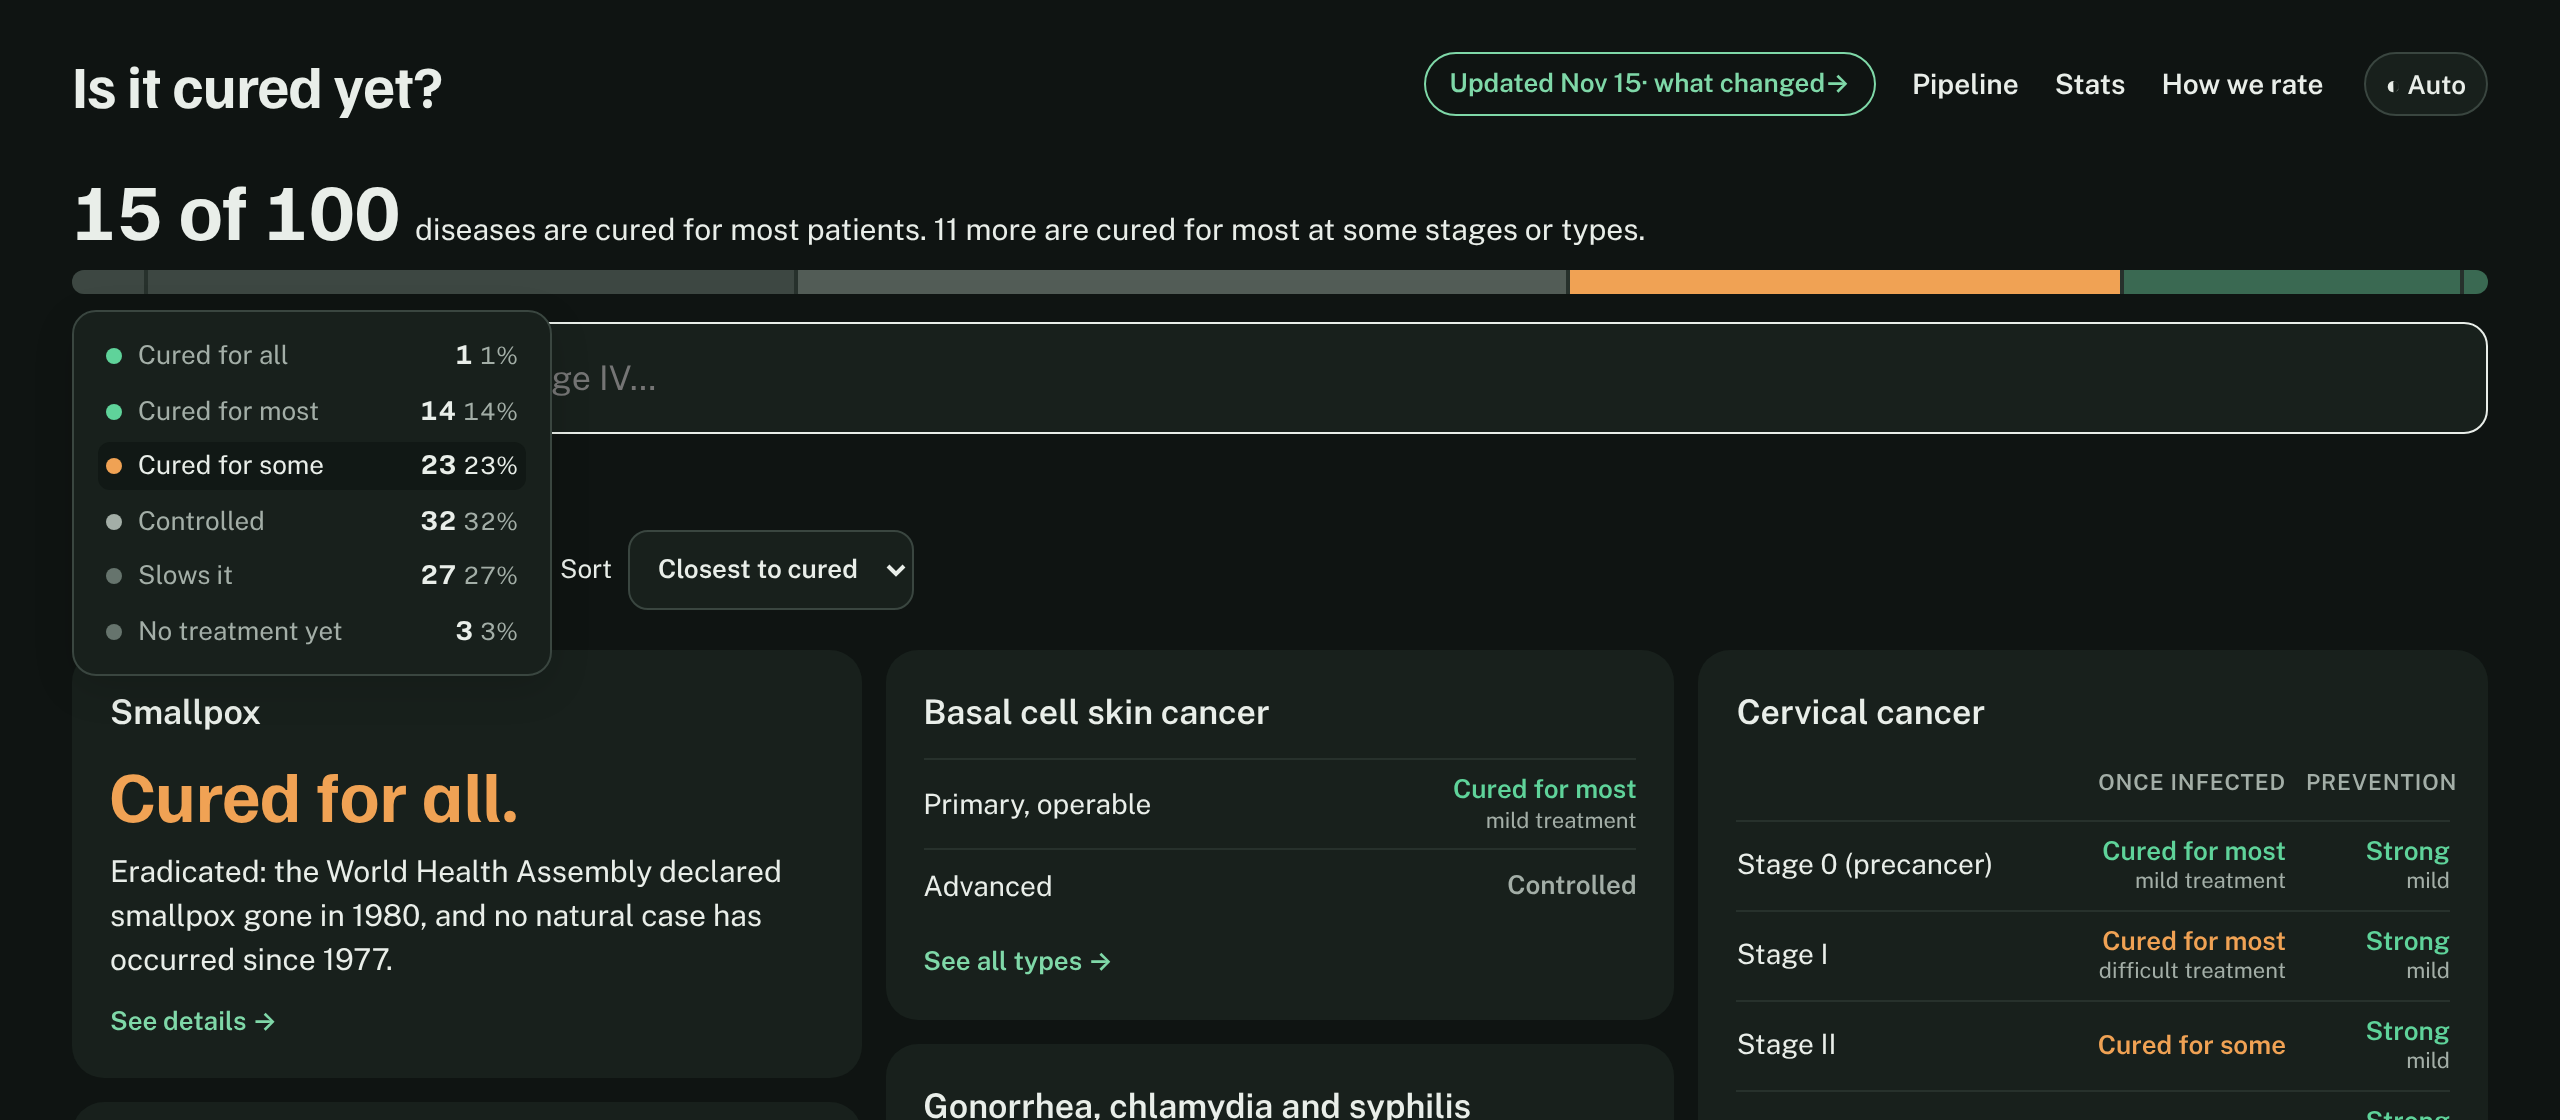 Is it cured yet?
Updated Nov 15· what changed→
Pipeline
Stats
How we rate
Auto
15 of 100 diseases are cured for most patients. 11 more are cured for most at some stages or types.
Cured for all 1 1%
Cured for most 14 14%
Cured for some 23 23%
Controlled 32 32%
Slows it 27 27%
No treatment yet 3 3%
IV...
Sort
Closest to cured
Smallpox
Cured for all.
Eradicated: the World Health Assembly declared
smallpox gone in 1980, and no natural case has
occurred since 1977.
See details →
Basal cell skin cancer
Primary, operable
Cured for most
mild treatment
Advanced
Controlled
See all types →
Gonorrhea, chlamydia and syphilis
Cervical cancer
ONCE INFECTED PREVENTION
Stage 0 (precancer)
Cured for most
mild treatment
Strong
mild
Stage I
Cured for most
difficult treatment
Strong
mild
Stage II
Cured for some
Strong
mild